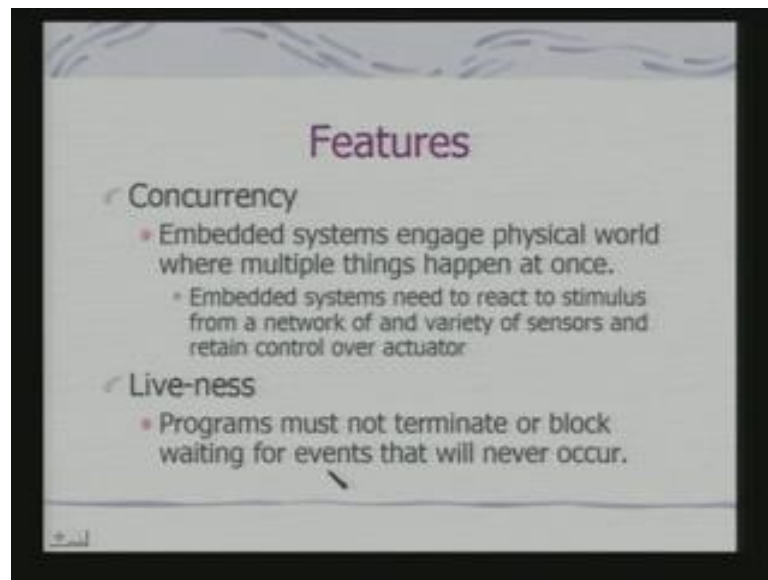 Features
Concurrency
Embedded systems engage physical world
where multiple things happen at once.
Embedded systems need to react to stimulus
from a network of and variety of sensors and
retain control over actuator
Live-ness
Programs must not terminate or block
waiting for events that will never occur.